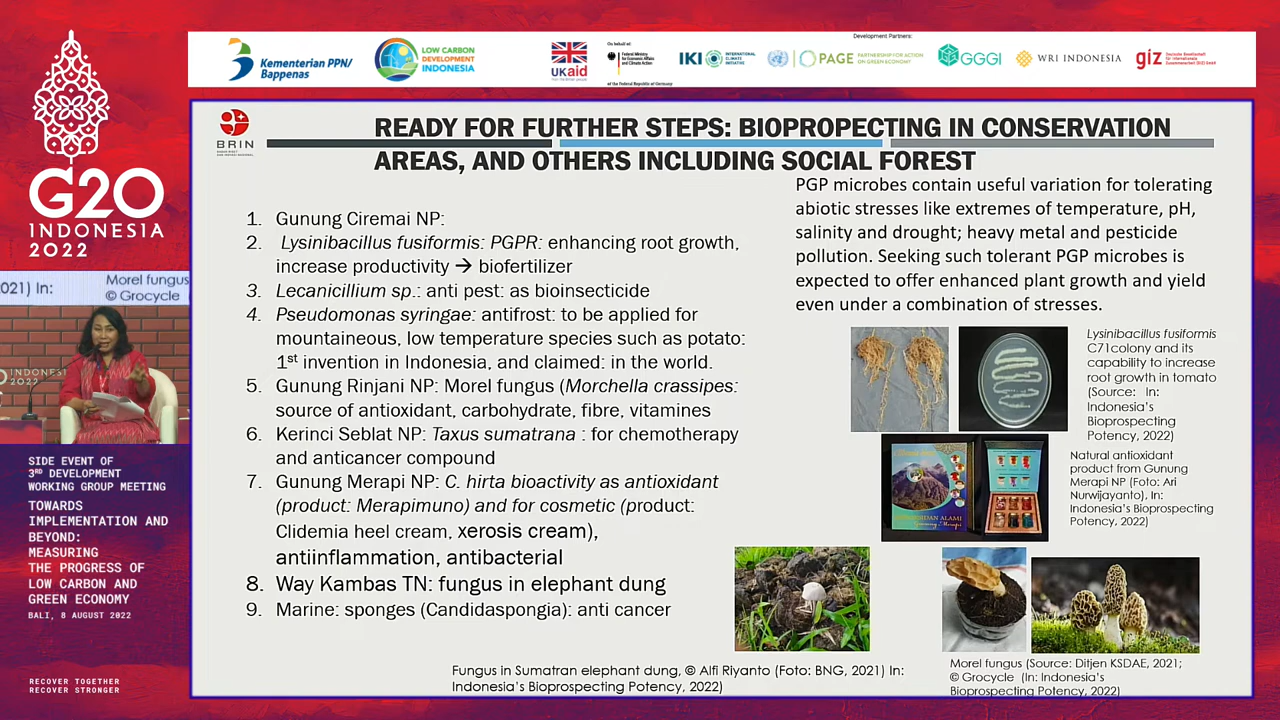 G20
INDONESIA
2022
Kementerian PPN/
Bappenas
LOW CARBON
DEVELOPMENT
INDONESIA
UKaid
from the British people
On behalf of:
Federal Ministry
for Economic Affairs
and Climate Action
of the Federal Republic of Germany
Development Partners:
IKI INTERNATIONAL
CLIMATE
INITIATIVE
PAGE PARTNERSHIP FOR ACTION
ON GREEN ECONOMY
GGGI
WRI INDONESIA
giz Deutsche Gesellschaft
für Internationale
Zusammenarbeit (GIZ) GmbH
BRIN
READY FOR FURTHER STEPS: BIOPROPECTING IN CONSERVATION
AREAS, AND OTHERS INCLUDING SOCIAL FOREST
1. Gunung Ciremai NP:
2. Lysinibacillus fusiformis: PGPR: enhancing root growth,
increase productivity → biofertilizer
3. Lecanicillium sp.: anti pest: as bioinsecticide
4. Pseudomonas syringae: antifrost: to be applied for
mountaineous, low temperature species such as potato:
1st invention in Indonesia, and claimed: in the world.
5. Gunung Rinjani NP: Morel fungus (Morchella crassipes:
source of antioxidant, carbohydrate, fibre, vitamines
6. Kerinci Seblat NP: Taxus sumatrana : for chemotherapy
and anticancer compound
7. Gunung Merapi NP: C. hirta bioactivity as antioxidant
(product: Merapimuno) and for cosmetic (product:
Clidemia heel cream, xerosis cream),
antiinflammation, antibacterial
8. Way Kambas TN: fungus in elephant dung
9. Marine: sponges (Candidaspongia): anti cancer
PGP microbes contain useful variation for tolerating
abiotic stresses like extremes of temperature, pH,
salinity and drought; heavy metal and pesticide
pollution. Seeking such tolerant PGP microbes is
expected to offer enhanced plant growth and yield
even under a combination of stresses.
Lysinibacillus fusiformis
C71colony and its
capability to increase
root growth in tomato
(Source: In:
Indonesia's
Bioprospecting
Potency, 2022)
Natural antioxidant
product from Gunung
Merapi NP (Foto: Ari
Nurwijayanto), In:
Indonesia's Bioprospecting
Potency, 2022)
Fungus in Sumatran elephant dung, © Alfi Riyanto (Foto: BNG, 2021) In:
Indonesia's Bioprospecting Potency, 2022)
Morel fungus (Source: Ditjen KSDAE, 2021;
© Grocycle (In: Indonesia's
Bioprospecting Potency, 2022)
021) In:
Morel fungus
© Grocycle
INDONESI
2022
SIDE EVENT OF
3RD DEVELOPMENT
WORKING GROUP MEETING
TOWARDS
IMPLEMENTATION AND
BEYOND:
MEASURING
THE PROGRESS OF
LOW CARBON AND
GREEN ECONOMY
BALI, 8 AUGUST 2022
RECOVER TOGETHER
RECOVER STRONGER